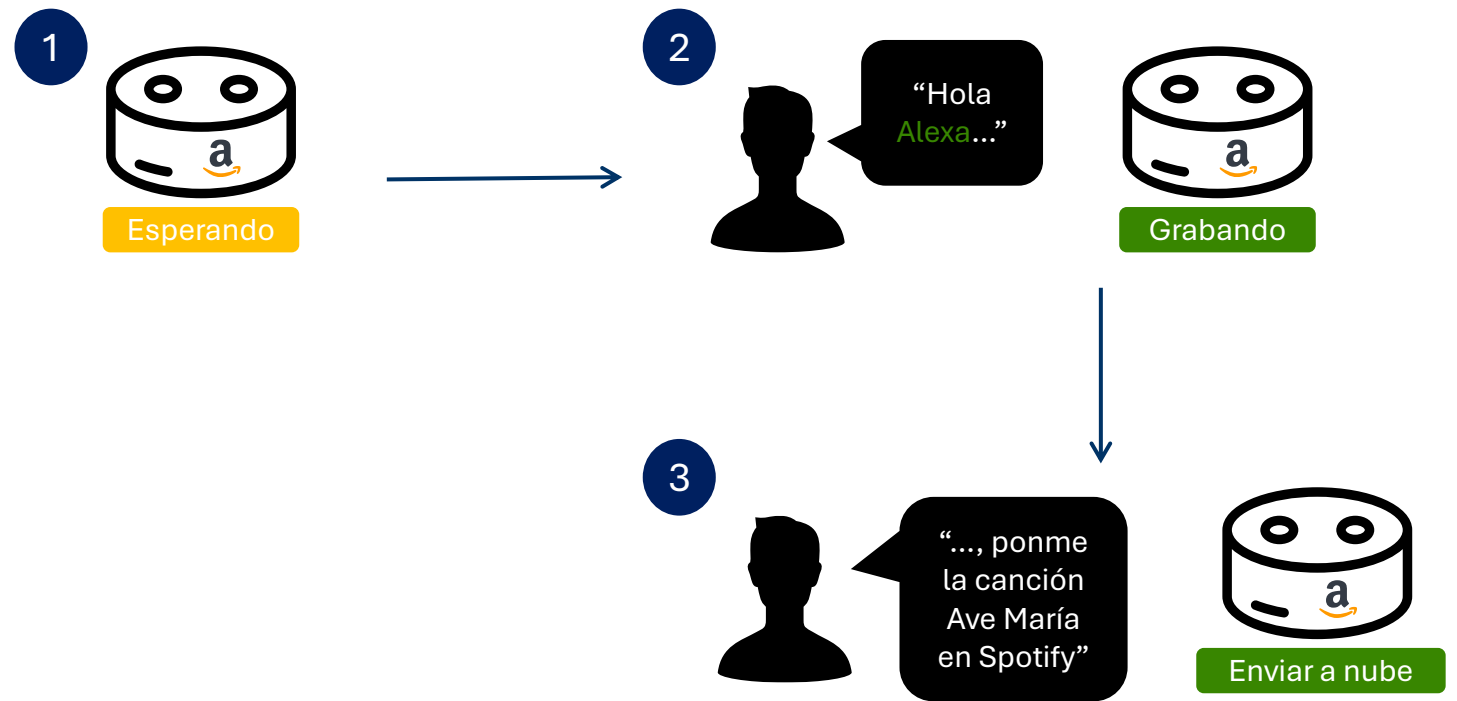 1
a
Esperando
2
“Hola
Alexa...”
a
Grabando
3
“..., ponme
la canción
Ave María
en Spotify”
a
Enviar a nube